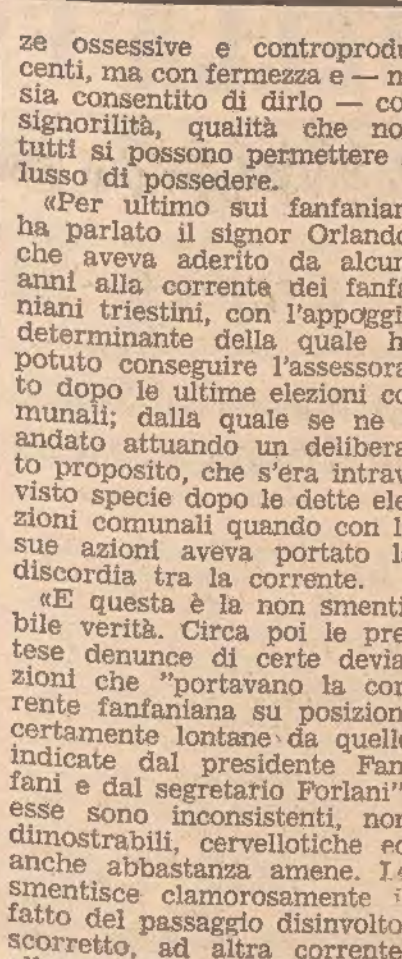 ze ossessive e controprodu
centi, ma con fermezza e — n
sia consentito di dirlo — co
signorilità, qualità che no
tutti si possono permettere
lusso di possedere.
«Per ultimo sui fanfanian
ha parlato il signor Orlando
che aveva aderito da alcun
anni alla corrente dei fanfa
niani triestini, con l'appoggi
determinante della quale h
potuto conseguire l'assessora
to dopo le ultime elezioni co
munali; dalla quale se ne
andato attuando un delibera
to proposito, che s'era intrav
visto specie dopo le dette ele
zioni comunali quando con l
sue azioni aveva portato l
discordia tra la corrente.
«E questa è la non smenti
bile verità. Circa poi le pre
tese denunce di certe devia
zioni che "portavano la cor
rente fanfaniana su posizion
certamente lontane da quelle
indicate dal presidente Fan
fani e dal segretario Forlani"
esse sono inconsistenti, non
dimostrabili, cervellotiche ed
anche abbastanza amene. Le
smentisce clamorosamente i
fatto del passaggio disinvolto
scorretto, ad altra corrente